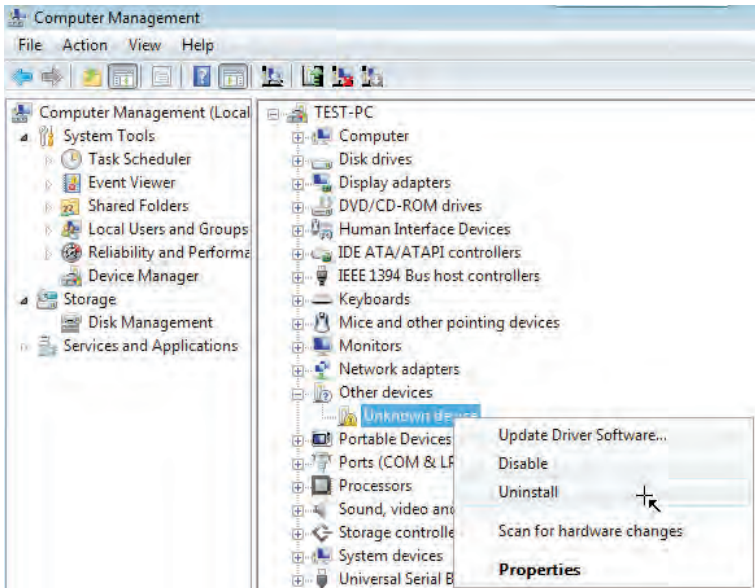 Computer Management
File Action View Help
Computer Management (Local
System Tools
Task Scheduler
Event Viewer
Shared Folders
Local Users and Groups
Reliability and Performa
Device Manager
Storage
Disk Management
Services and Applications
TEST-PC
Computer
Disk drives
Display adapters
DVD/CD-ROM drives
Human Interface Devices
IDE ATA/ATAPI controllers
IEEE 1394 Bus host controllers
Keyboards
Mice and other pointing devices
Monitors
Network adapters
Other devices
Unknown device
Portable Devices
Ports (COM & LP
Processors
Sound, video and
Storage controlle
System devices
Universal Serial B
Update Driver Software...
Disable
Uninstall
Scan for hardware changes
Properties